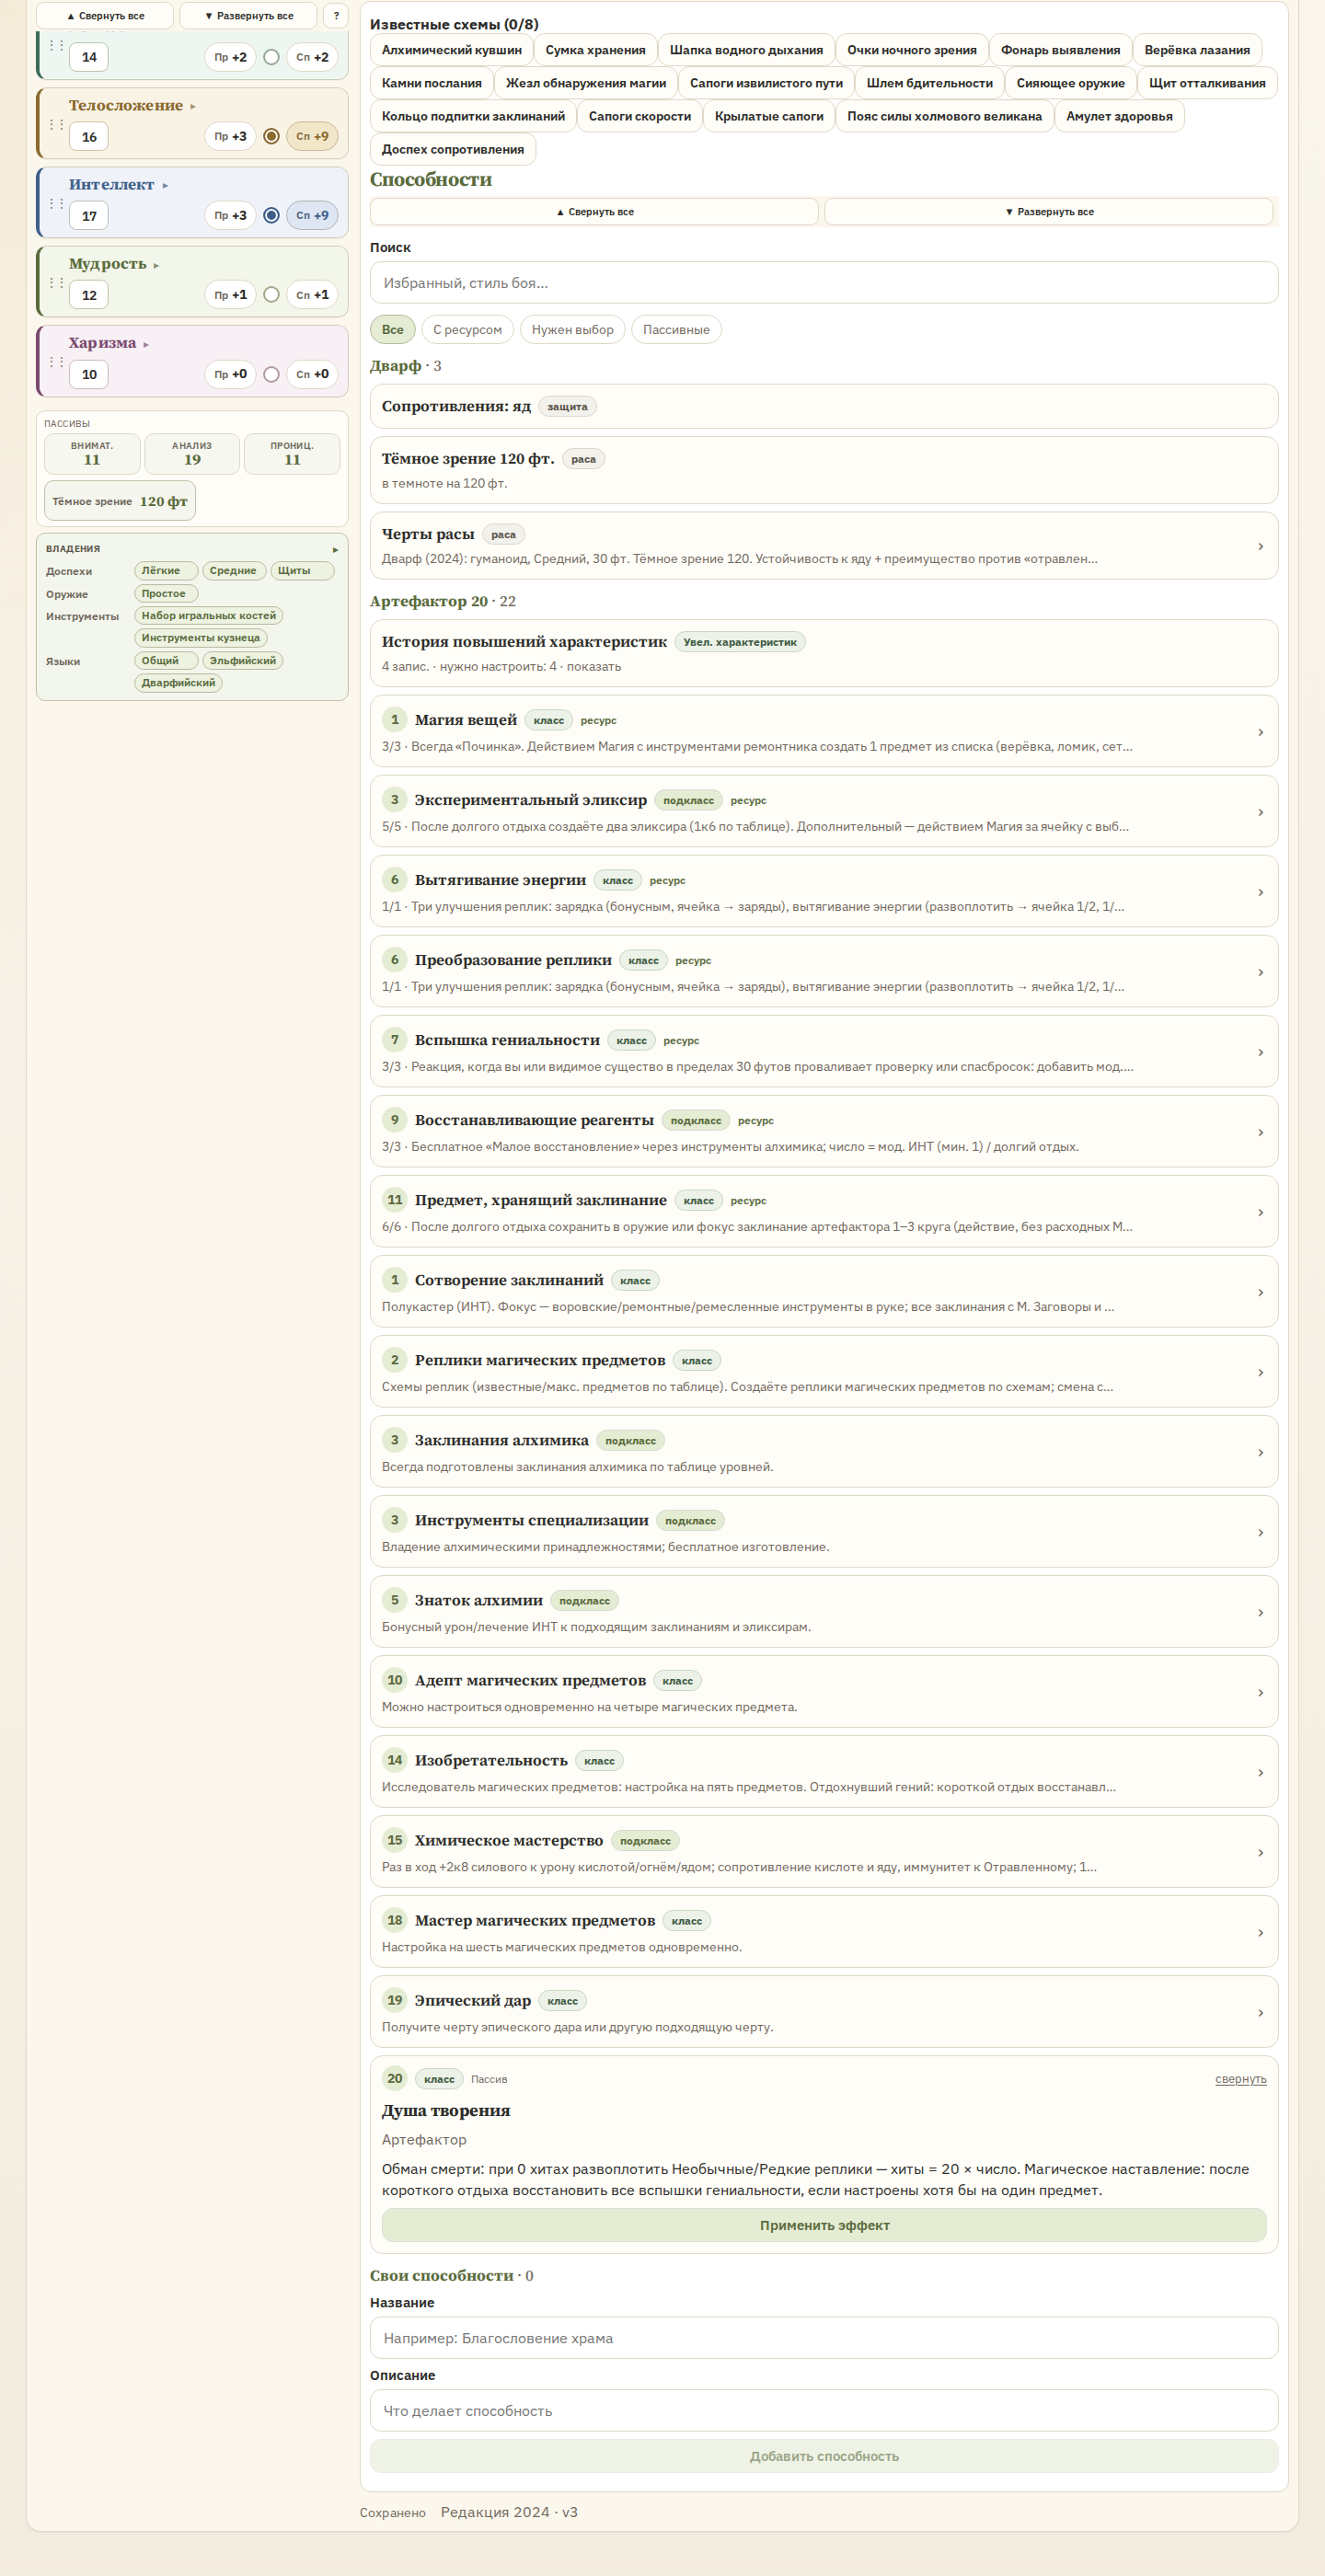 ▲ Свернуть все ▼ Развернуть все ?
14 Пр +2 Сп +2
Телосложение ▸
16 Пр +3 Сп +9
Интеллект ▸
17 Пр +3 Сп +9
Мудрость ▸
12 Пр +1 Сп +1
Харизма ▸
10 Пр +0 Сп +0
ПАССИВЫ
ВНИМАТ. АНАЛИЗ ПРОНИЦ.
11 19 11
Тёмное зрение 120 фт
ВЛАДЕНИЯ ▸
Доспехи Лёгкие Средние Щиты
Оружие Простое
Инструменты Набор игральных костей
Инструменты кузнеца
Языки Общий Эльфийский
Дварфийский
Известные схемы (0/8)
Алхимический кувшин Сумка хранения Шапка водного дыхания Очки ночного зрения Фонарь выявления Верёвка лазания
Камни послания Жезл обнаружения магии Сапоги извилистого пути Шлем бдительности Сияющее оружие Щит отталкивания
Кольцо подпитки заклинаний Сапоги скорости Крылатые сапоги Пояс силы холмового великана Амулет здоровья
Доспех сопротивления
Способности
▲ Свернуть все ▼ Развернуть все
Поиск
Избранный, стиль боя...
Все С ресурсом Нужен выбор Пассивные
Дварф · 3
Сопротивления: яд защита
Тёмное зрение 120 фт. раса
в темноте на 120 фт.
Черты расы раса
Дварф (2024): гуманоид, Средний, 30 фт. Тёмное зрение 120. Устойчивость к яду + преимущество против «отравлен... ›
Артефактор 20 · 22
История повышений характеристик Увел. характеристик
4 запис. · нужно настроить: 4 · показать
1 Магия вещей класс ресурс
3/3 · Всегда «Починка». Действием Магия с инструментами ремонтника создать 1 предмет из списка (верёвка, ломик, сет... ›
3 Экспериментальный эликсир подкласс ресурс
5/5 · После долгого отдыха создаёте два эликсира (1к6 по таблице). Дополнительный — действием Магия за ячейку с выб... ›
6 Вытягивание энергии класс ресурс
1/1 · Три улучшения реплик: зарядка (бонусным, ячейка → заряды), вытягивание энергии (развоплотить → ячейка 1/2, 1/... ›
6 Преобразование реплики класс ресурс
1/1 · Три улучшения реплик: зарядка (бонусным, ячейка → заряды), вытягивание энергии (развоплотить → ячейка 1/2, 1/... ›
7 Вспышка гениальности класс ресурс
3/3 · Реакция, когда вы или видимое существо в пределах 30 футов проваливает проверку или спасбросок: добавить мод.... ›
9 Восстанавливающие реагенты подкласс ресурс
3/3 · Бесплатное «Малое восстановление» через инструменты алхимика; число = мод. ИНТ (мин. 1) / долгий отдых. ›
11 Предмет, хранящий заклинание класс ресурс
6/6 · После долгого отдыха сохранить в оружие или фокус заклинание артефактора 1–3 круга (действие, без расходных М... ›
1 Сотворение заклинаний класс
Полукастер (ИНТ). Фокус — воровские/ремонтные/ремесленные инструменты в руке; все заклинания с М. Заговоры и ... ›
2 Реплики магических предметов класс
Схемы реплик (известные/макс. предметов по таблице). Создаёте реплики магических предметов по схемам; смена с... ›
3 Заклинания алхимика подкласс
Всегда подготовлены заклинания алхимика по таблице уровней. ›
3 Инструменты специализации подкласс
Владение алхимическими принадлежностями; бесплатное изготовление. ›
5 Знаток алхимии подкласс
Бонусный урон/лечение ИНТ к подходящим заклинаниям и эликсирам. ›
10 Адепт магических предметов класс
Можно настроиться одновременно на четыре магических предмета. ›
14 Изобретательность класс
Исследователь магических предметов: настройка на пять предметов. Отдохнувший гений: короткой отдых восстанавл... ›
15 Химическое мастерство подкласс
Раз в ход +2к8 силового к урону кислотой/огнём/ядом; сопротивление кислоте и яду, иммунитет к Отравленному; 1... ›
18 Мастер магических предметов класс
Настройка на шесть магических предметов одновременно. ›
19 Эпический дар класс
Получите черту эпического дара или другую подходящую черту. ›
20 класс Пассив свернуть
Душа творения
Артефактор
Обман смерти: при 0 хитах развоплотить Необычные/Редкие реплики — хиты = 20 × число. Магическое наставление: после
короткого отдыха восстановить все вспышки гениальности, если настроены хотя бы на один предмет.
Применить эффект
Свои способности · 0
Название
Например: Благословение храма
Описание
Что делает способность
Добавить способность
Сохранено Редакция 2024 · v3